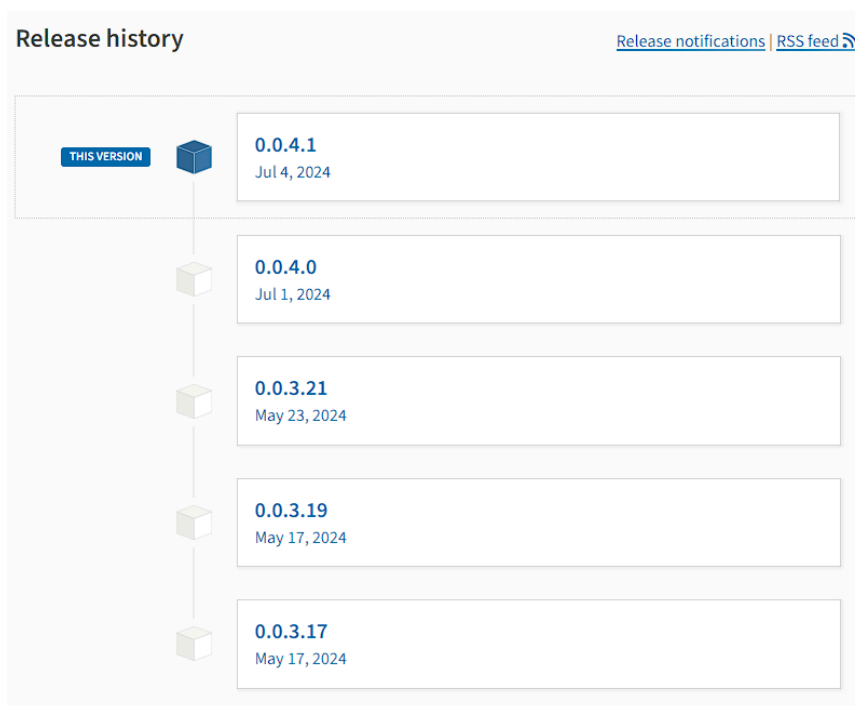 Release history
Release notifications | RSS feed
THIS VERSION
0.0.4.1
Jul 4, 2024
0.0.4.0
Jul 1, 2024
0.0.3.21
May 23, 2024
0.0.3.19
May 17, 2024
0.0.3.17
May 17, 2024